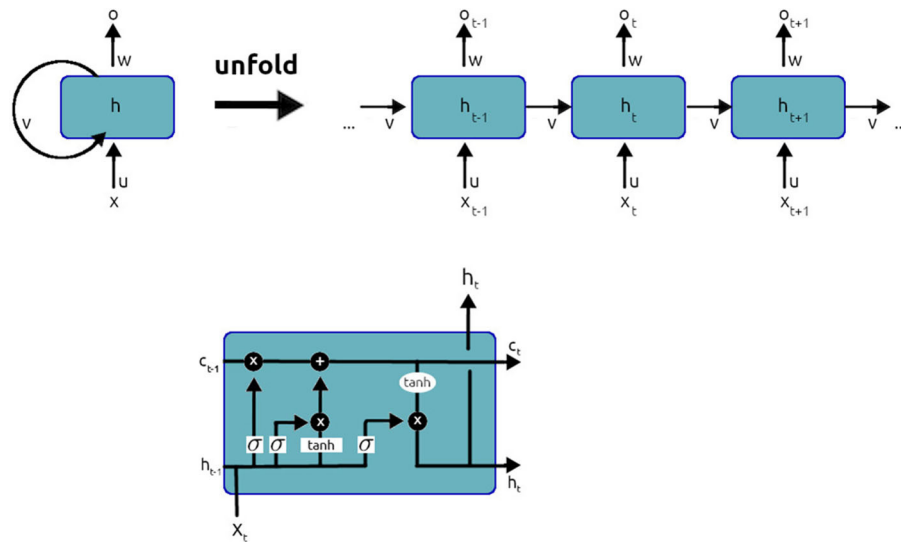 o
w
h
v
u
x
unfold
o t-1
w
h t-1
u
x t-1
o t
w
h t
u
x t
o t+1
w
h t+1
u
x t+1
... v
v
v
v ...
h t
c t-1
x
+
c t
tanh
x
x
σ
σ
tanh
σ
h t-1
h t
X t